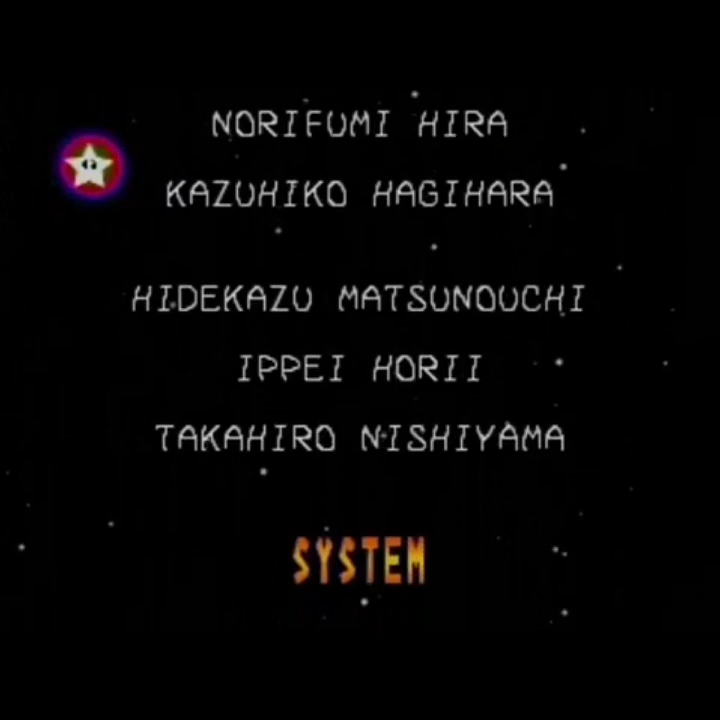 NORIFUMI HIRA
KAZUHIKO HAGIHARA
HIDEKAZU MATSUNOUCHI
IPPEI HORII
TAKAHIRO NISHIYAMA
SYSTEM